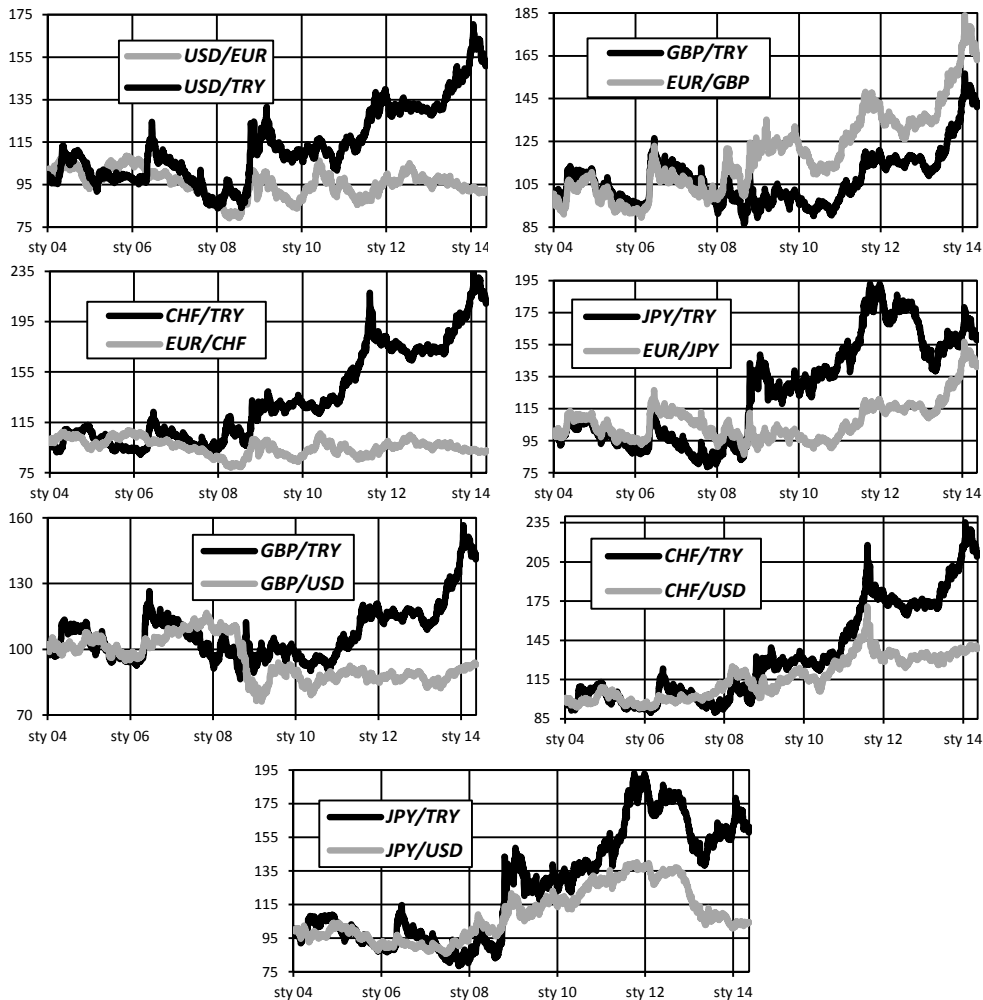 175
155
135
115
95
75
USD/EUR
USD/TRY
sty 04
sty 06
sty 08
sty 10
sty 12
sty 14
185
165
145
125
105
85
GBP/TRY
EUR/GBP
sty 04
sty 06
sty 08
sty 10
sty 12
sty 14
235
195
155
115
75
CHF/TRY
EUR/CHF
sty 04
sty 06
sty 08
sty 10
sty 12
sty 14
195
175
155
135
115
95
75
JPY/TRY
EUR/JPY
sty 04
sty 06
sty 08
sty 10
sty 12
sty 14
160
130
100
70
GBP/TRY
GBP/USD
sty 04
sty 06
sty 08
sty 10
sty 12
sty 14
235
205
175
145
115
85
CHF/TRY
CHF/USD
sty 04
sty 06
sty 08
sty 10
sty 12
sty 14
195
175
155
135
115
95
75
JPY/TRY
JPY/USD
sty 04
sty 06
sty 08
sty 10
sty 12
sty 14